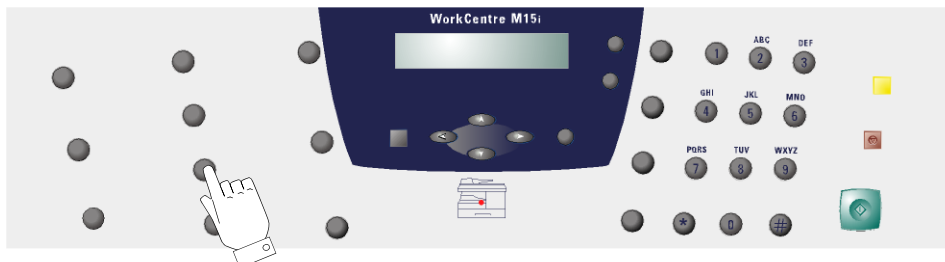 WorkCentre M15i
ABC DEF
1 2 3
GHI JKL MNO
4 5 6
PQRS TUV WXYZ
7 8 9
* 0 #